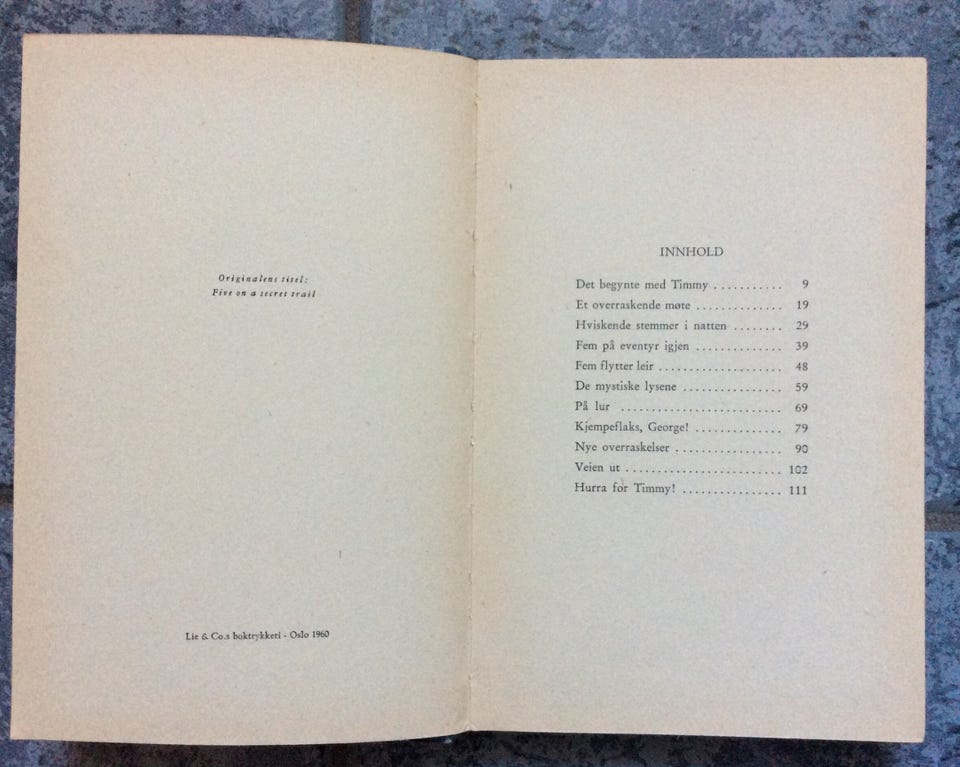 Originalens titel:
Five on a secret trail
Lie & Co.s boktrykkeri - Oslo 1960
INNHOLD
Det begynte med Timmy ........... 9
Et overraskende møte .............. 19
Hviskende stemmer i natten ........ 29
Fem på eventyr igjen .............. 39
Fem flytter leir .................... 48
De mystiske lysene ................ 59
På lur .......................... 69
Kjempeflaks, George! .............. 79
Nye overraskelser ................. 90
Veien ut ......................... 102
Hurra for Timmy! ................ 111